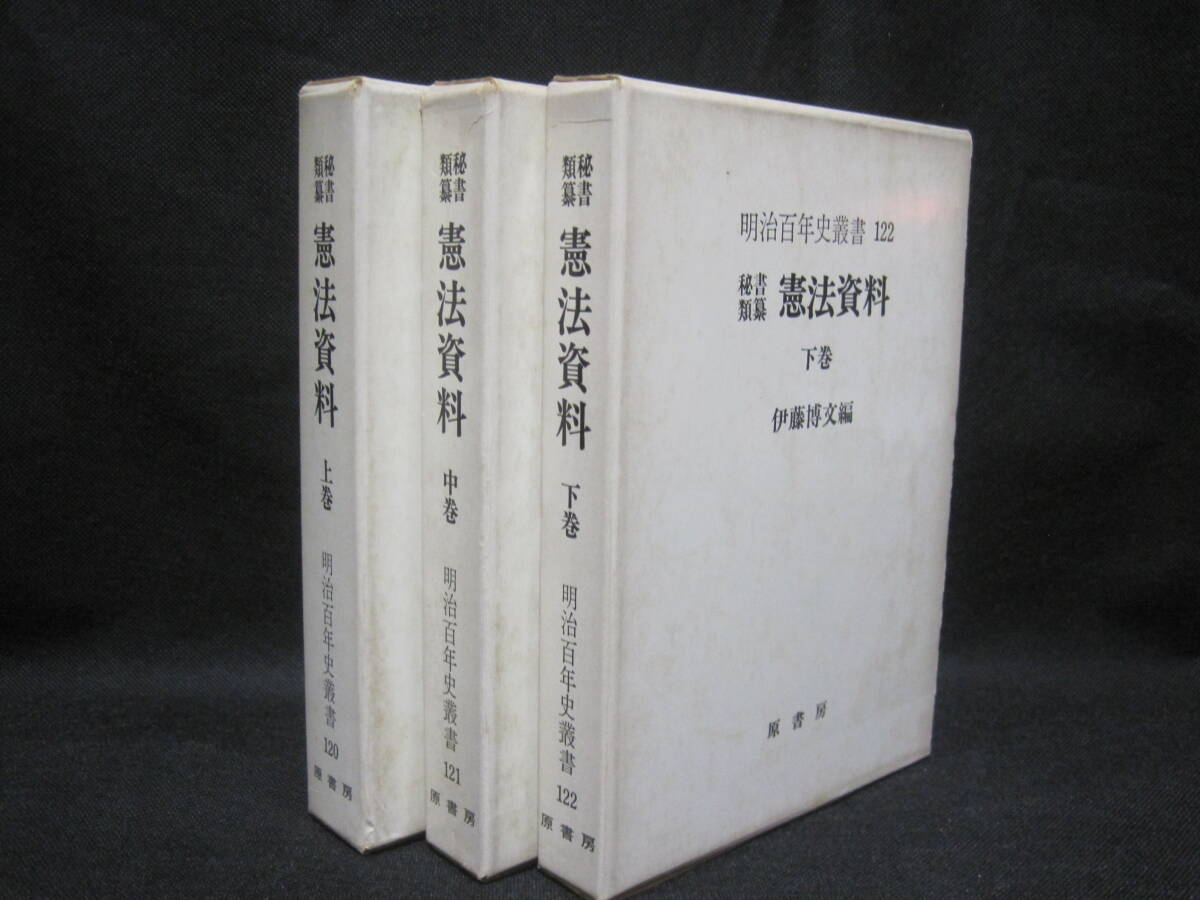 秘書
類纂
憲法資料
上巻
明治百年史叢書
120
原書房
秘書
類纂
憲法資料
中巻
明治百年史叢書
121
原書房
秘書
類纂
憲法資料
下巻
明治百年史叢書
122
原書房
明治百年史叢書 122
秘書
類纂
憲法資料
下巻
伊藤博文編
原書房